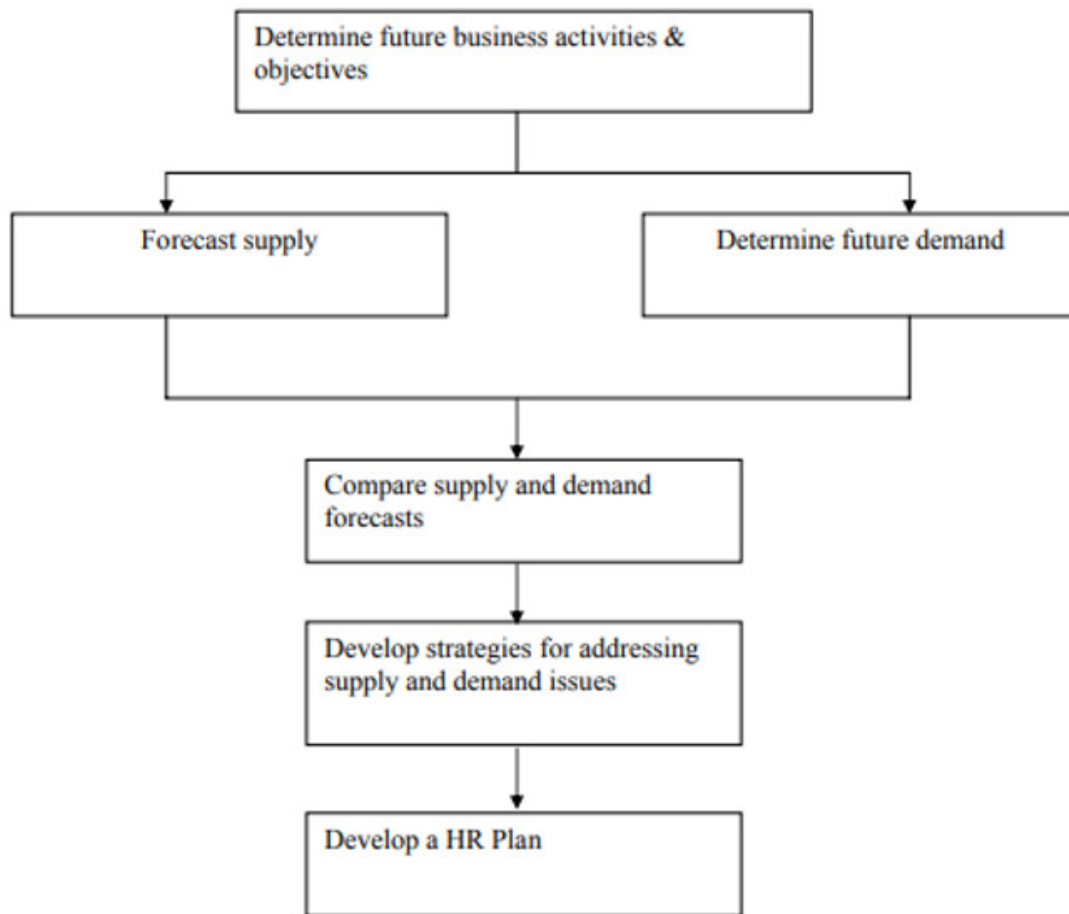 Determine future business activities &
objectives
Forecast supply
Determine future demand
Compare supply and demand
forecasts
Develop strategies for addressing
supply and demand issues
Develop a HR Plan